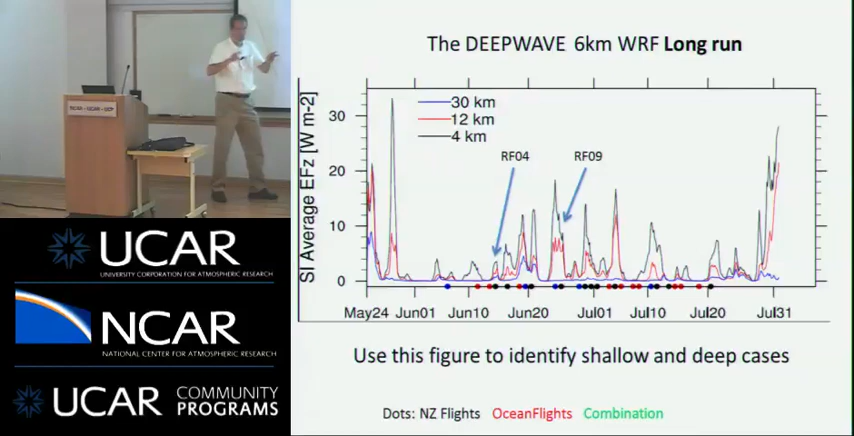 The DEEPWAVE 6km WRF Long run
SI Average EFz [W m-2]
30
20
10
0
30 km
12 km
4 km
RF04
RF09
May24 Jun01 Jun10 Jun20 Jul01 Jul10 Jul20 Jul31
Use this figure to identify shallow and deep cases
Dots: NZ Flights OceanFlights Combination
NCAR - UCAR - UCP
UCAR
UNIVERSITY CORPORATION FOR ATMOSPHERIC RESEARCH
NCAR
NATIONAL CENTER FOR ATMOSPHERIC RESEARCH
UCAR COMMUNITY PROGRAMS